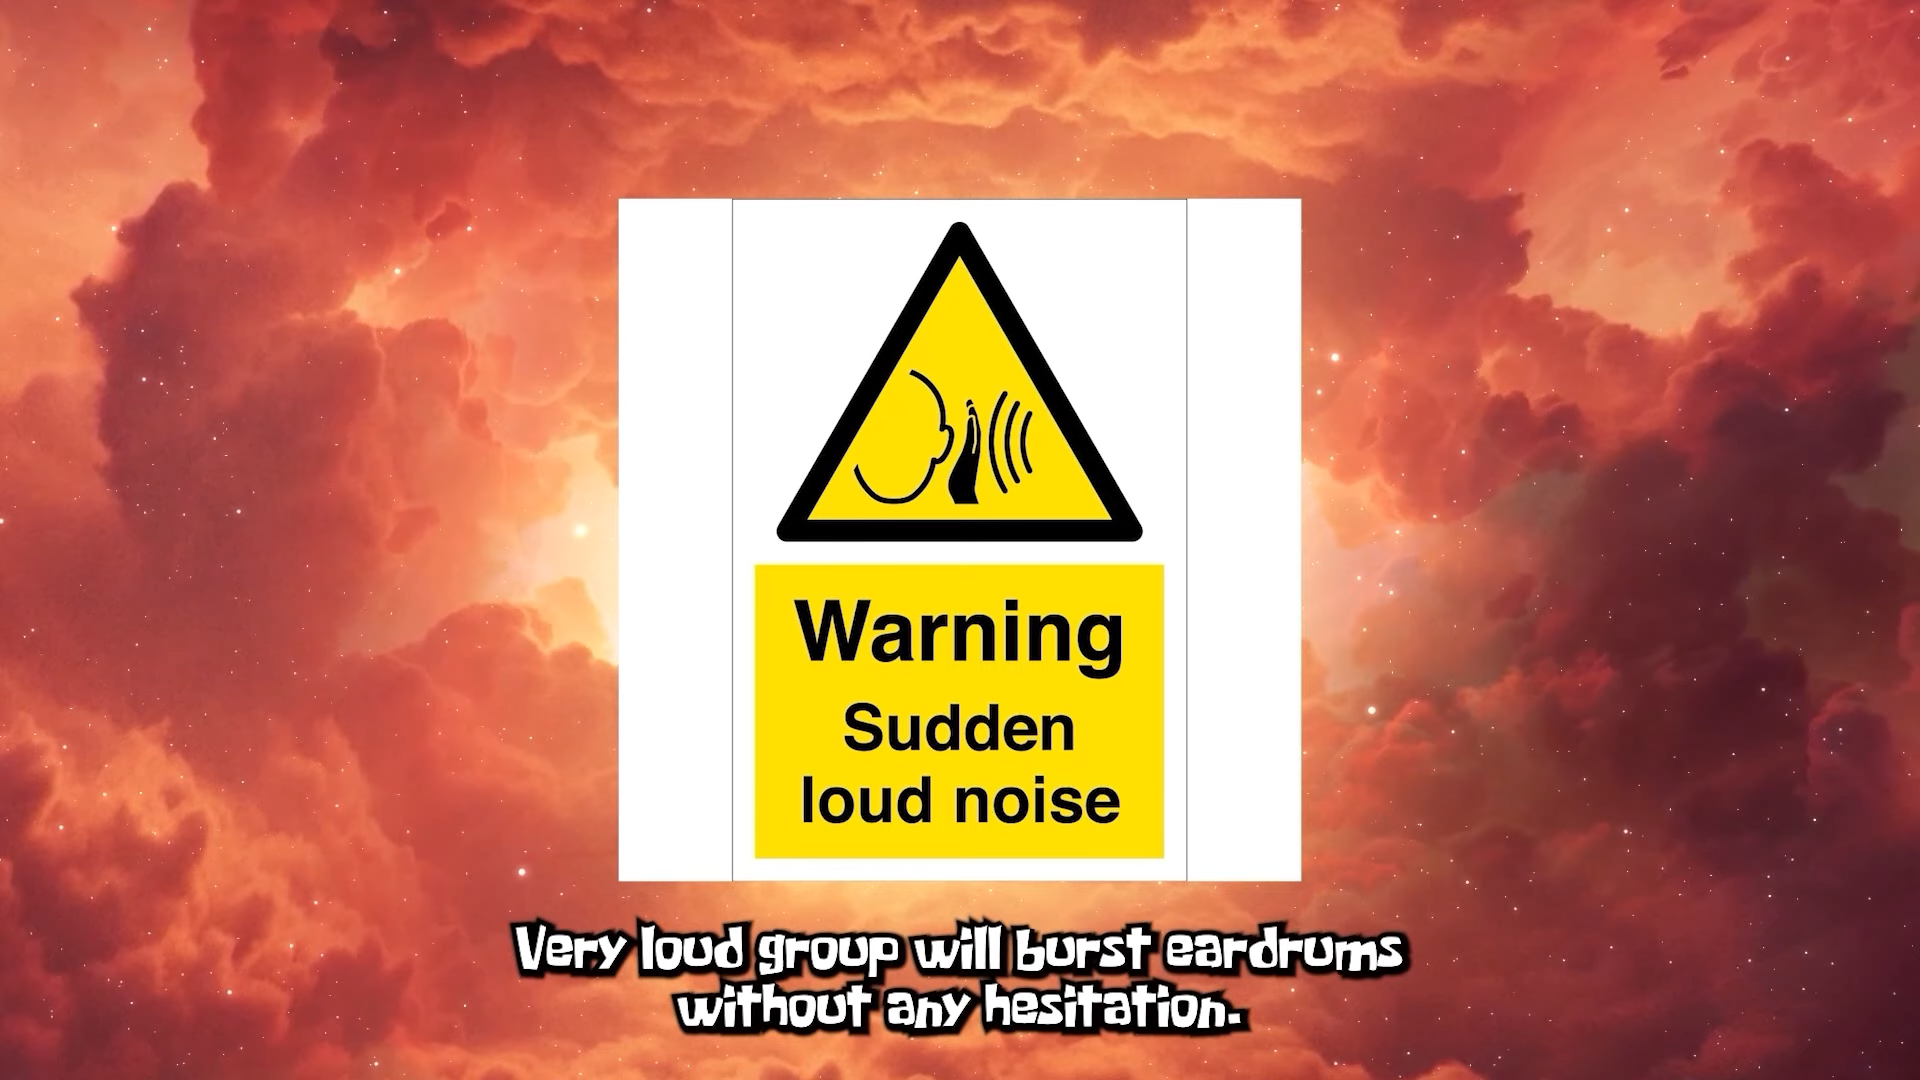 Warning
Sudden
loud noise
Very loud group will burst eardrums
without any hesitation.